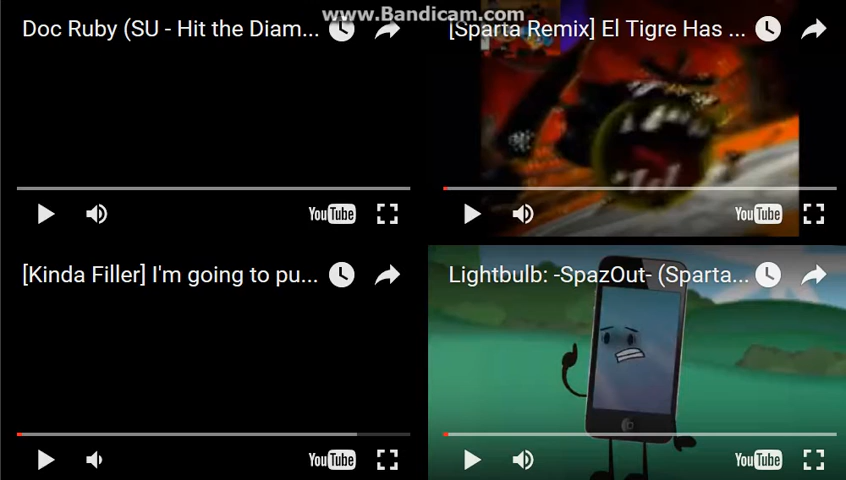 www.Bandicam.com
Doc Ruby (SU - Hit the Diam...
[Sparta Remix] El Tigre Has ...
YouTube
YouTube
[Kinda Filler] I'm going to pu...
Lightbulb: -SpazOut- (Sparta...
YouTube
YouTube